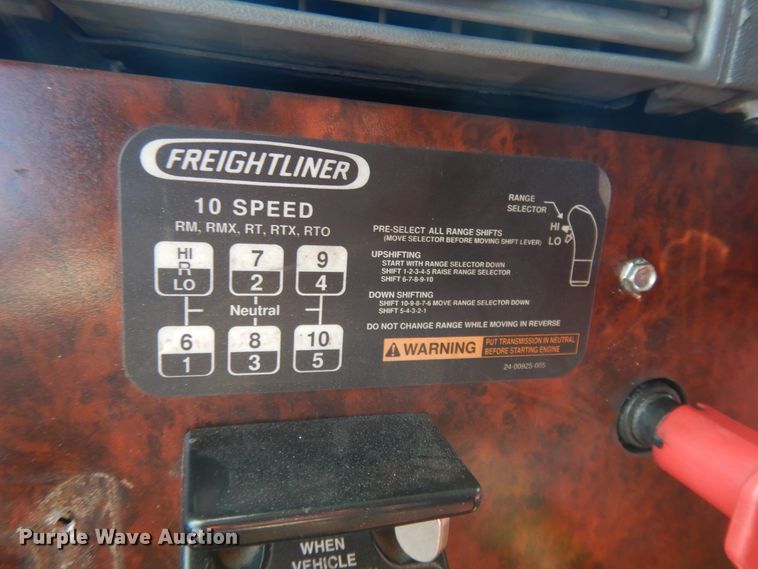 FREIGHTLINER
10 SPEED
RM, RMX, RT, RTX, RTO
HI
R
LO
7
2
9
4
Neutral
6
1
8
3
10
5
RANGE
SELECTOR
HI
LO
PRE-SELECT ALL RANGE SHIFTS
(MOVE SELECTOR BEFORE MOVING SHIFT LEVER)
UPSHIFTING
START WITH RANGE SELECTOR DOWN
SHIFT 1-2-3-4-5 RAISE RANGE SELECTOR
SHIFT 6-7-8-9-10
DOWN SHIFTING
SHIFT 10-9-8-7-6 MOVE RANGE SELECTOR DOWN
SHIFT 5-4-3-2-1
DO NOT CHANGE RANGE WHILE MOVING IN REVERSE
WARNING
PUT TRANSMISSION IN NEUTRAL
BEFORE STARTING ENGINE
24-00925-005
WHEN
VEHICLE
Purple Wave Auction